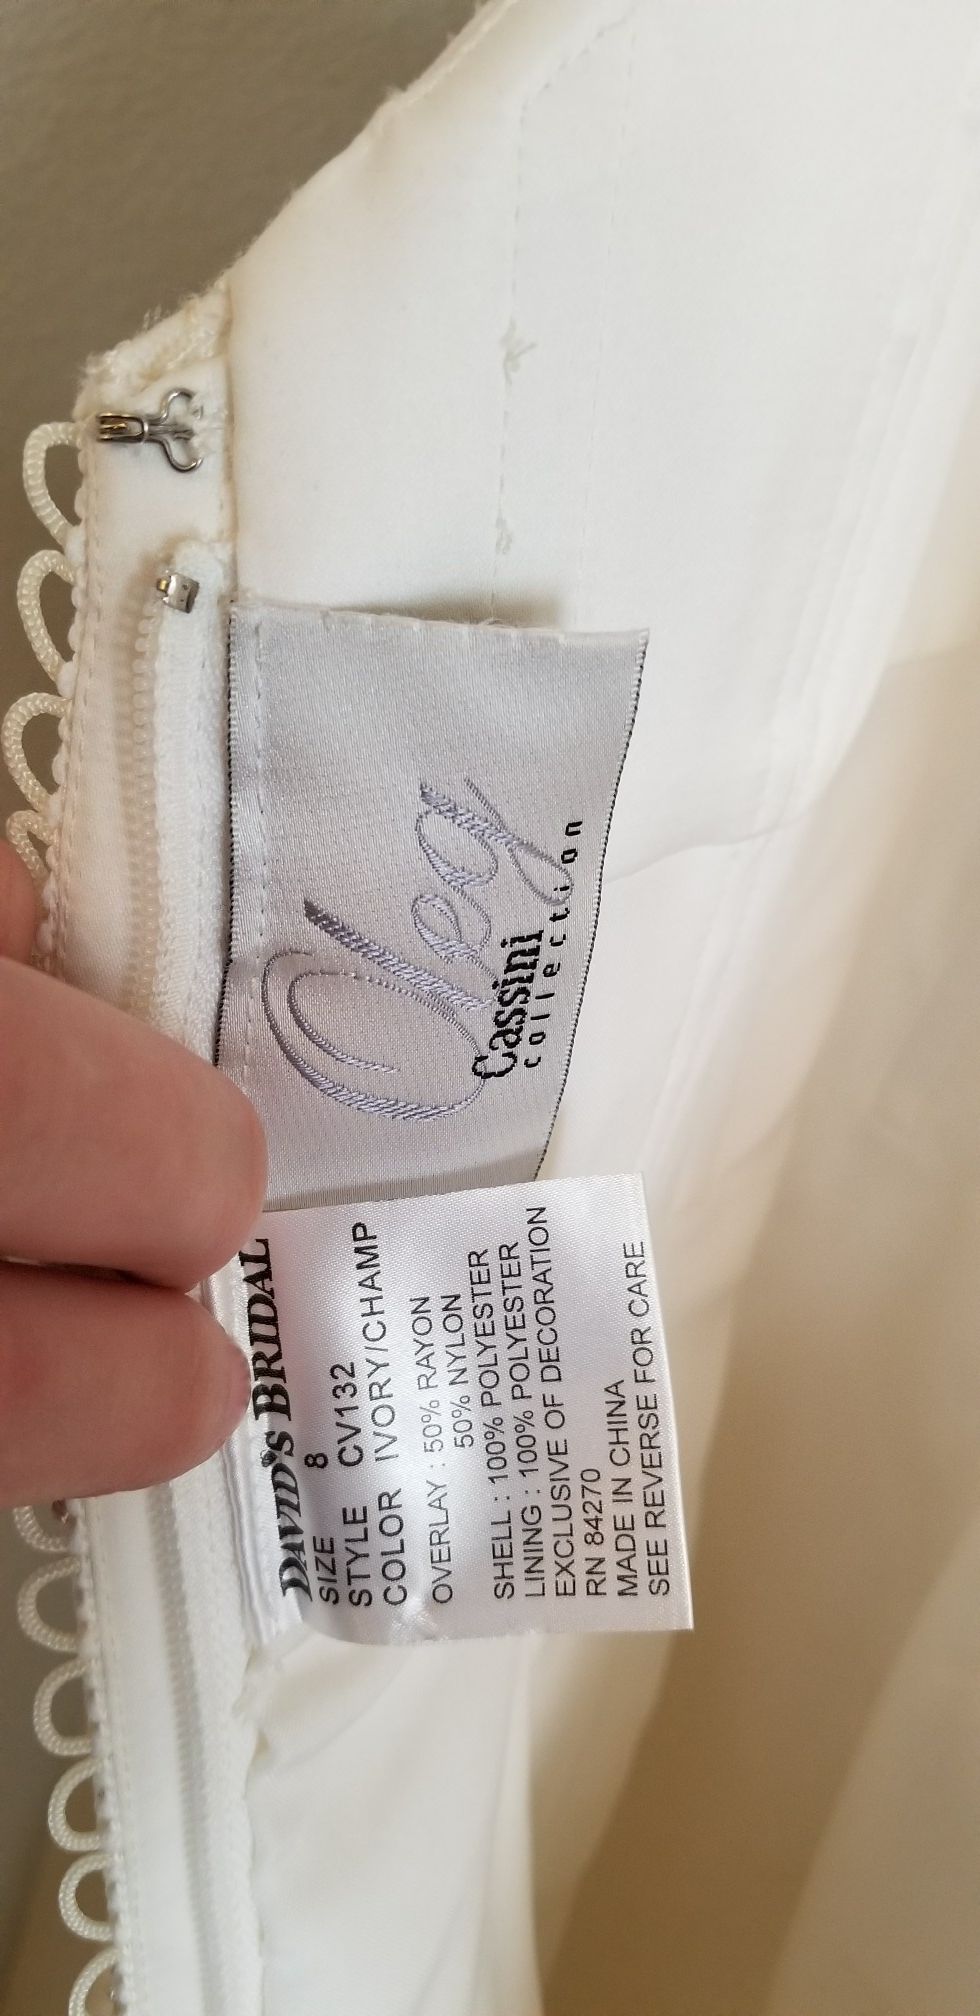 Oleg
Cassini
collection
DAVID'S BRIDAL
SIZE 8
STYLE CV132
COLOR IVORY/CHAMP
OVERLAY : 50% RAYON
50% NYLON
SHELL : 100% POLYESTER
LINING : 100% POLYESTER
EXCLUSIVE OF DECORATION
RN 84270
MADE IN CHINA
SEE REVERSE FOR CARE